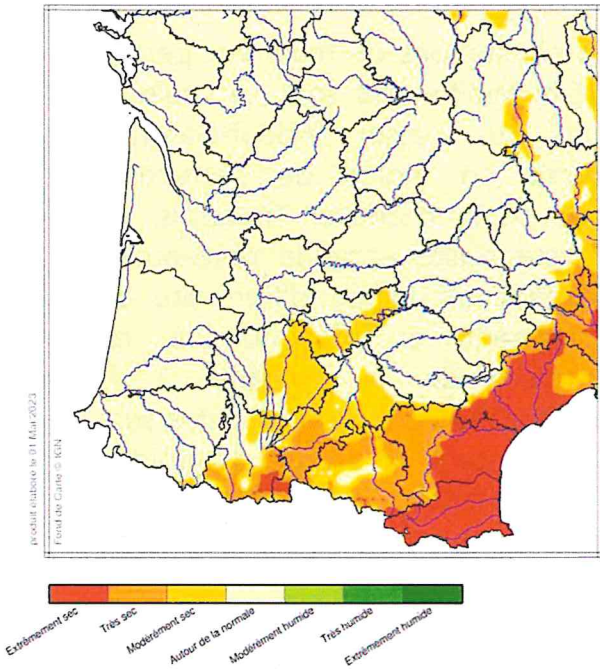 produit élaboré le 01 Mai 2023
Fond de Carte © IGN
Extrêmement sec
Très sec
Modérément sec
Autour de la normale
Modérément humide
Très humide
Extrêmement humide